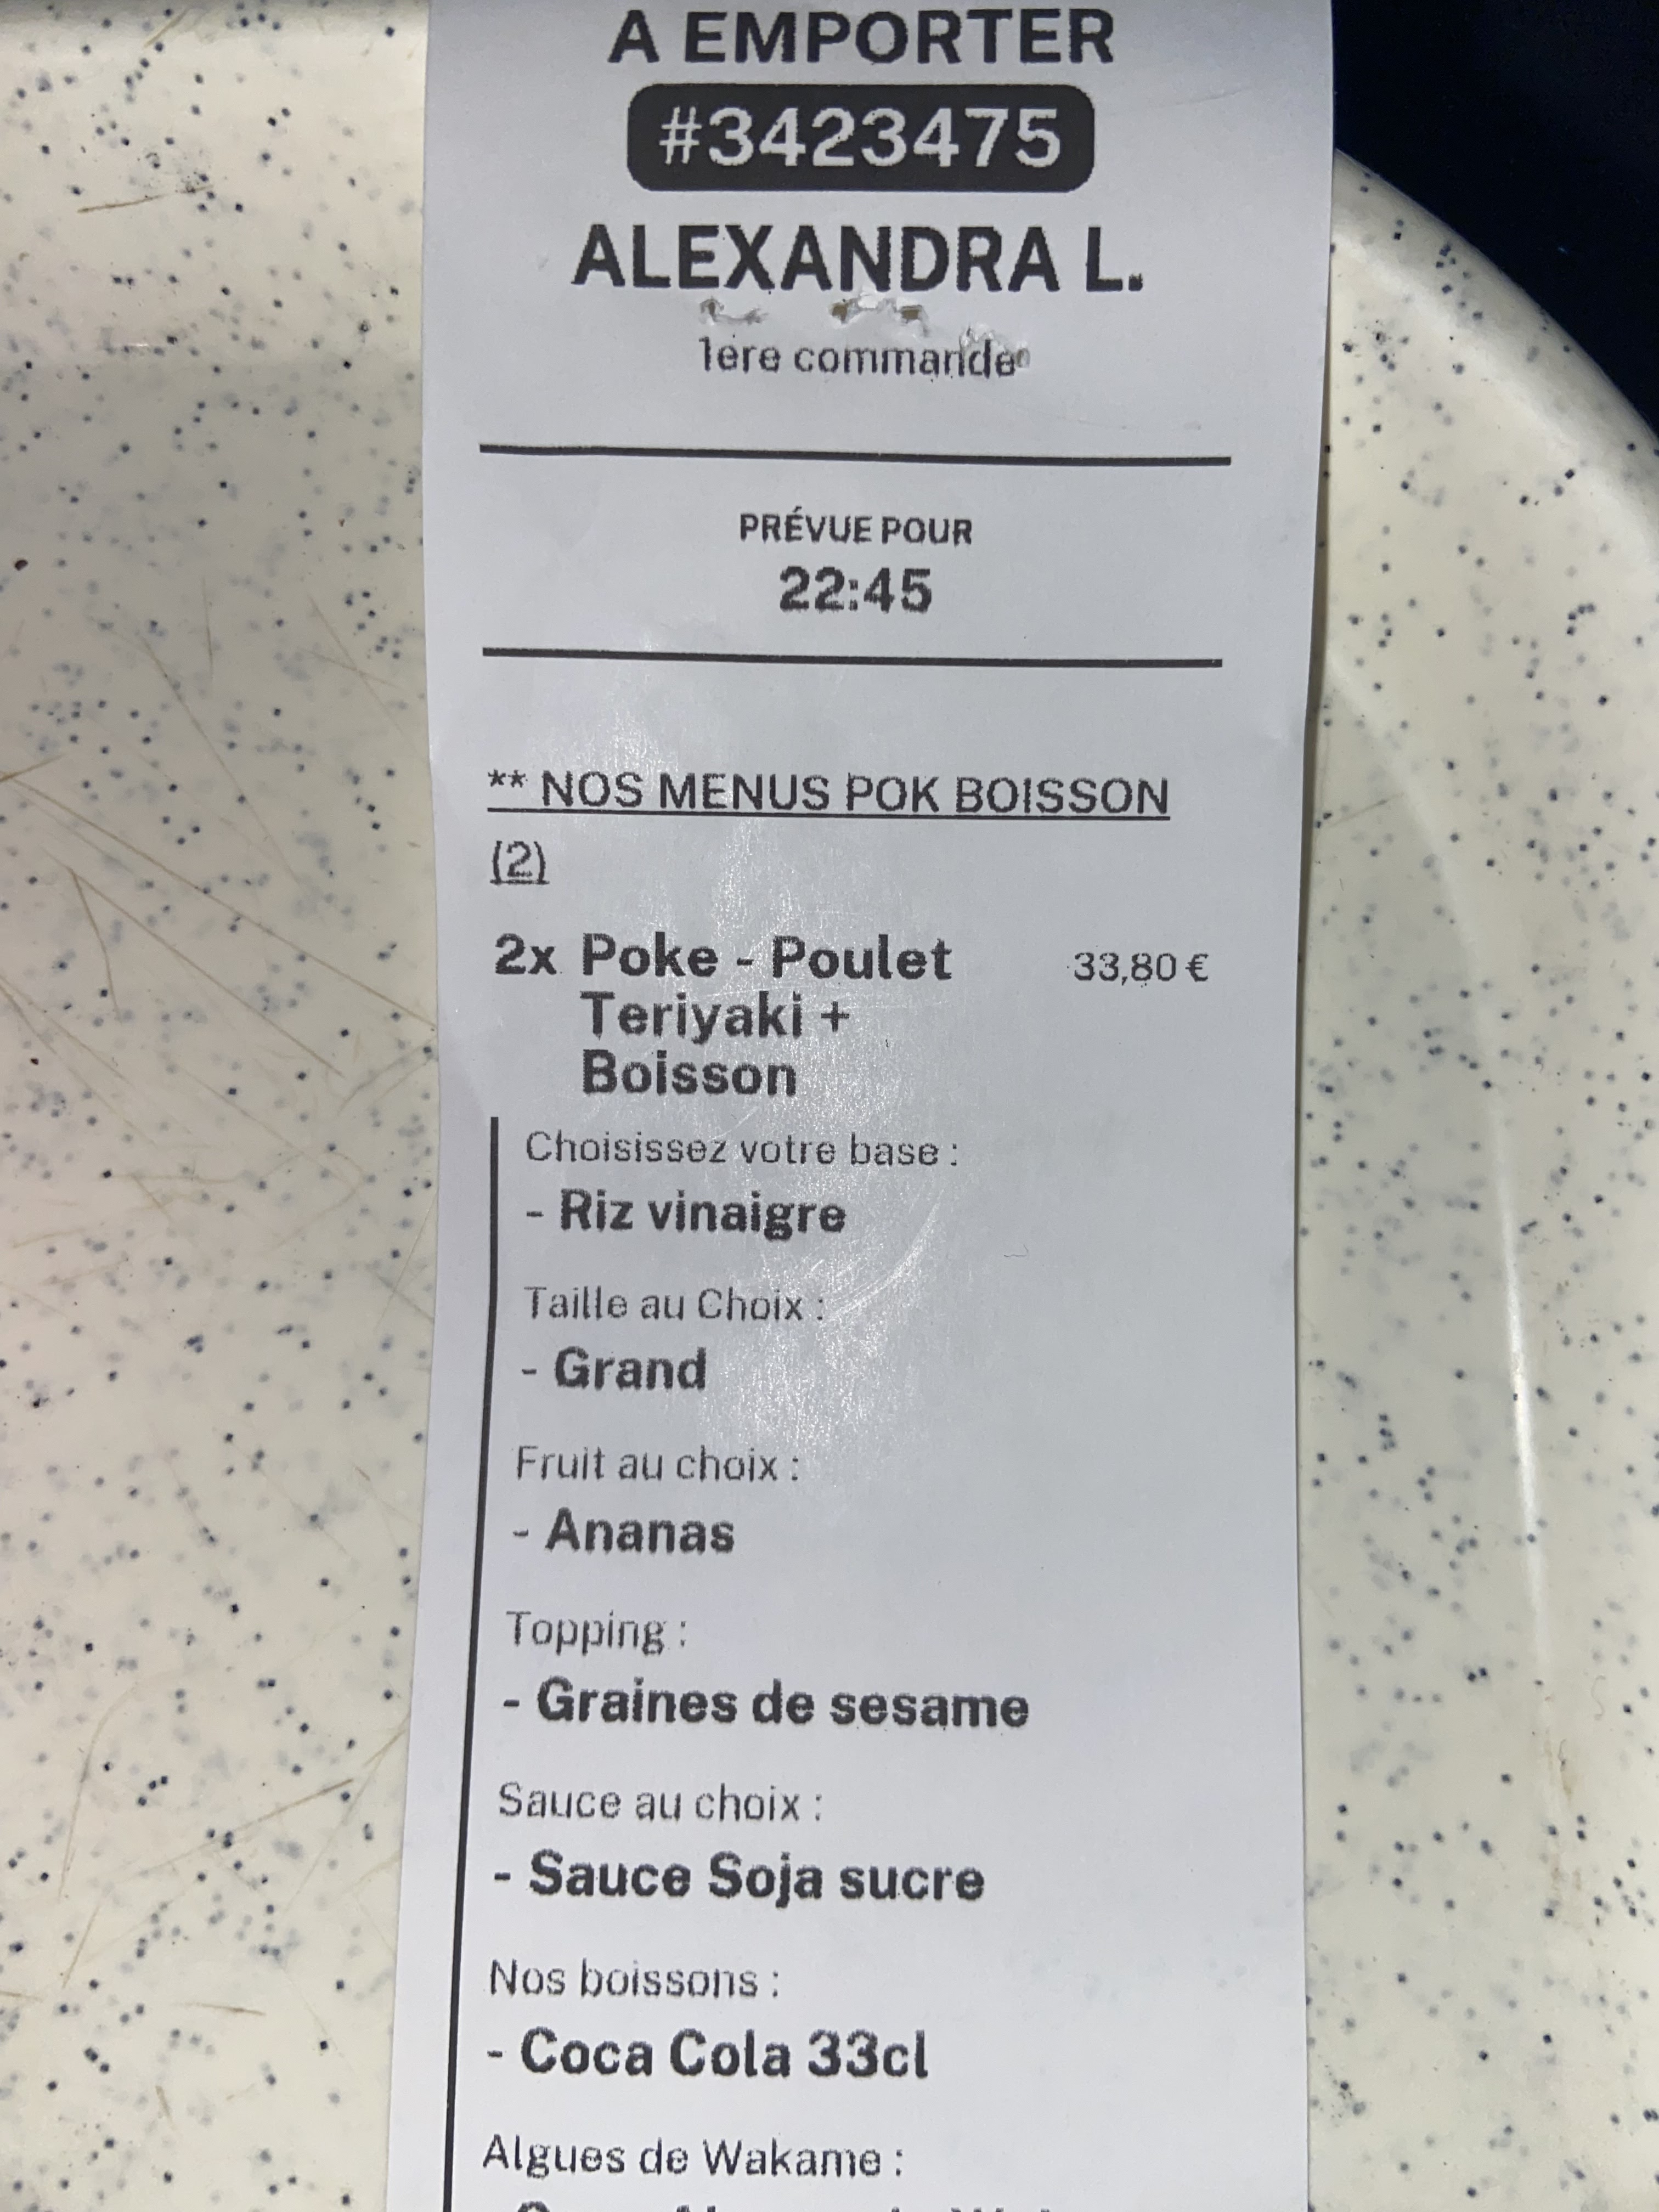 A EMPORTER
#3423475
ALEXANDRA L.
1ere commande
PRÉVUE POUR
22:45
** NOS MENUS POK BOISSON
(2)
2x Poke - Poulet 33,80 €
Teriyaki +
Boisson
Choisissez votre base :
- Riz vinaigre
Taille au Choix :
- Grand
Fruit au choix :
- Ananas
Topping :
- Graines de sesame
Sauce au choix :
- Sauce Soja sucre
Nos boissons :
- Coca Cola 33cl
Algues de Wakame :